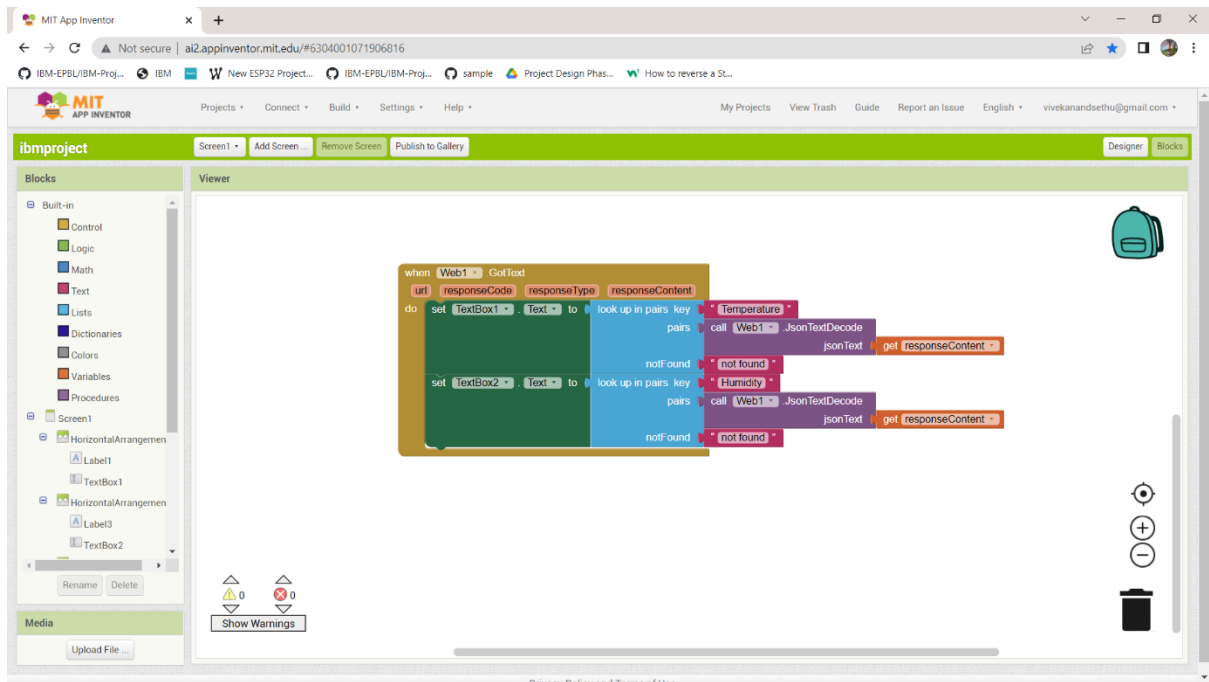 MIT App Inventor
Not secure | ai2.appinventor.mit.edu/#6304001071906816
IBM-EPBL/IBM-Proj... IBM New ESP32 Project... IBM-EPBL/IBM-Proj... sample Project Design Phas... How to reverse a St...
MIT
APP INVENTOR
Projects Connect Build Settings Help My Projects View Trash Guide Report an Issue English vivekanandsethu@gmail.com
ibmproject Screen1 Add Screen ... Remove Screen Publish to Gallery Designer Blocks
Blocks Viewer
Built-in
Control
Logic
Math
Text
Lists
Dictionaries
Colors
Variables
Procedures
Screen1
HorizontalArrangemen
Label1
TextBox1
HorizontalArrangemen
Label3
TextBox2
Rename Delete
Media
Upload File ...
when Web1 .GotText
url responseCode responseType responseContent
do set TextBox1 . Text to look up in pairs key " Temperature "
pairs call Web1 .JsonTextDecode
jsonText get responseContent
notFound " not found "
set TextBox2 . Text to look up in pairs key " Humidity "
pairs call Web1 .JsonTextDecode
jsonText get responseContent
notFound " not found "
0 0
Show Warnings
Privacy Policy and Terms of Use